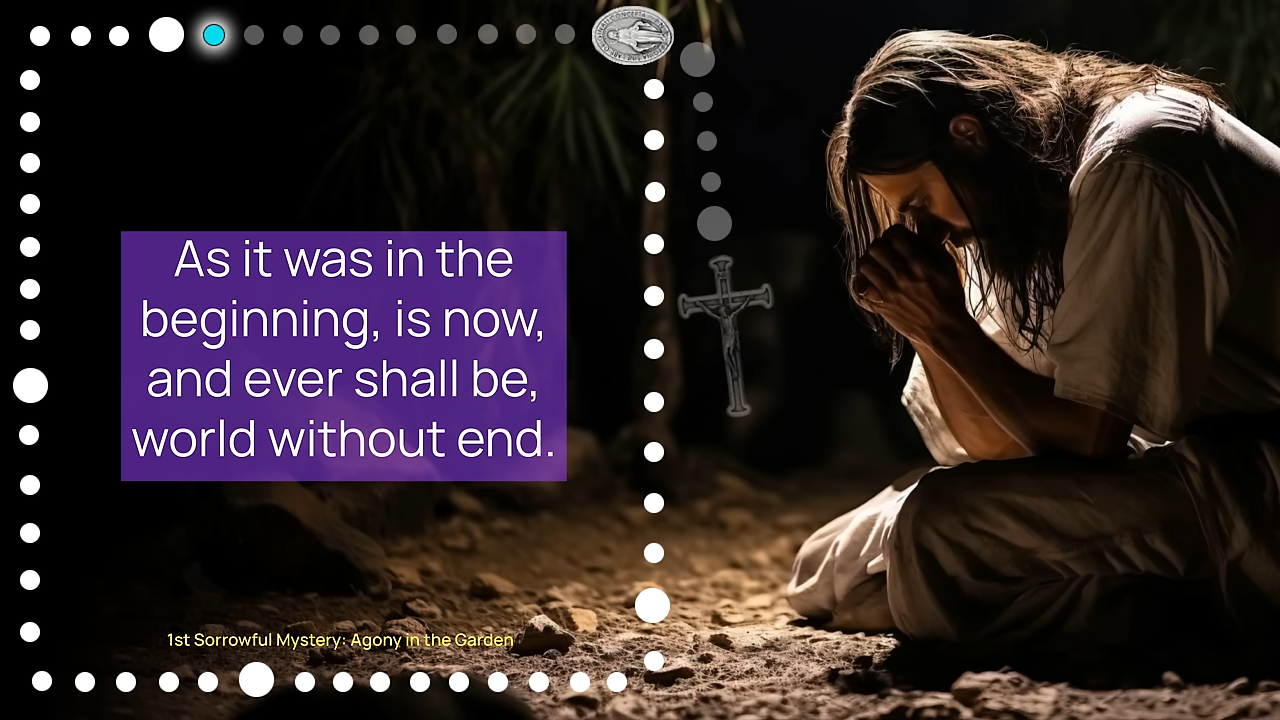 As it was in the
beginning, is now,
and ever shall be,
world without end.
1st Sorrowful Mystery: Agony in the Garden